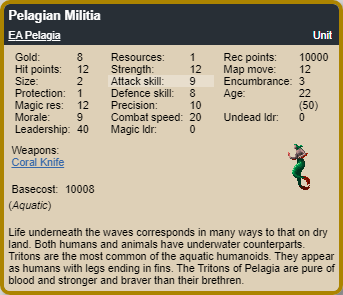 Pelagian Militia
EA Pelagia Unit
Gold: 8 Resources: 1 Rec points: 10000
Hit points: 12 Strength: 12 Map move: 12
Size: 2 Attack skill: 9 Encumbrance: 3
Protection: 1 Defence skill: 8 Age: 22
Magic res: 12 Precision: 10 (50)
Morale: 9 Combat speed: 20 Undead ldr: 0
Leadership: 40 Magic ldr: 0
Weapons:
Coral Knife
Basecost: 10008
(Aquatic)
Life underneath the waves corresponds in many ways to that on dry
land. Both humans and animals have underwater counterparts.
Tritons are the most common of the aquatic humanoids. They appear
as humans with legs ending in fins. The Tritons of Pelagia are pure of
blood and stronger and braver than their brethren.